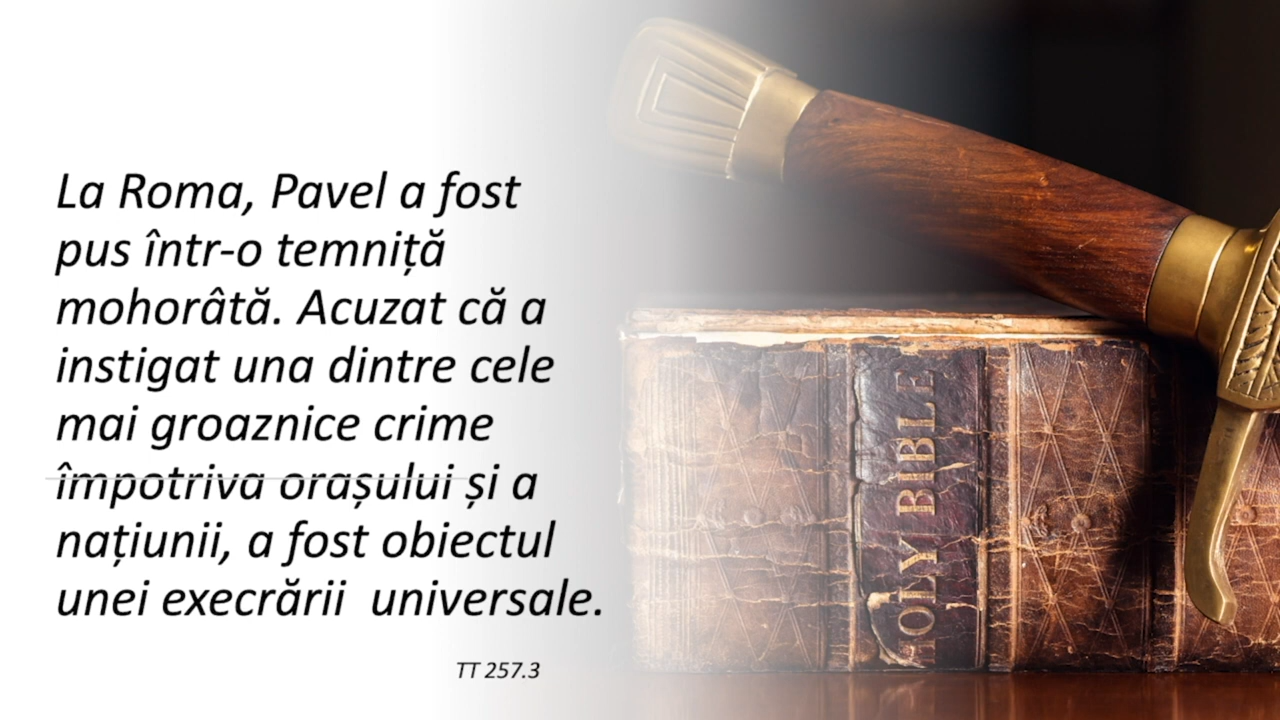 La Roma, Pavel a fost
pus într-o temniță
mohorâtă. Acuzat că a
instigat una dintre cele
mai groaznice crime
împotriva orașului și a
națiunii, a fost obiectul
unei execrării  universale.
TT 257.3
HOLY BIBLE